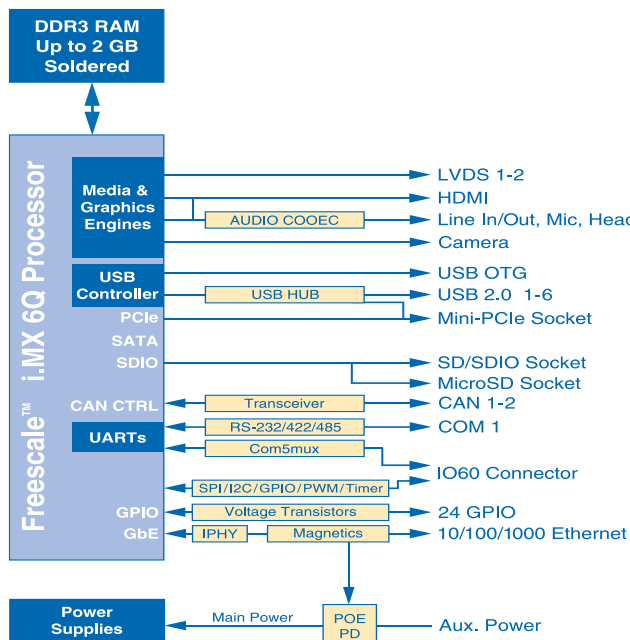 DDR3 RAM
Up to 2 GB
Soldered
Freescale™ i.MX 6Q Processor
Media &
Graphics
Engines
LVDS 1-2
HDMI
AUDIO COOEC
Line In/Out, Mic, Head
Camera
USB
Controller
USB OTG
USB HUB
USB 2.0 1-6
PCIe
Mini-PCIe Socket
SATA
SDIO
SD/SDIO Socket
MicroSD Socket
CAN CTRL
Transceiver
CAN 1-2
UARTs
RS-232/422/485
COM 1
Com5mux
IO60 Connector
SPI/I2C/GPIO/PWM/Timer
GPIO
Voltage Transistors
24 GPIO
GbE
IPHY
Magnetics
10/100/1000 Ethernet
Power
Supplies
Main Power
POE
PD
Aux. Power